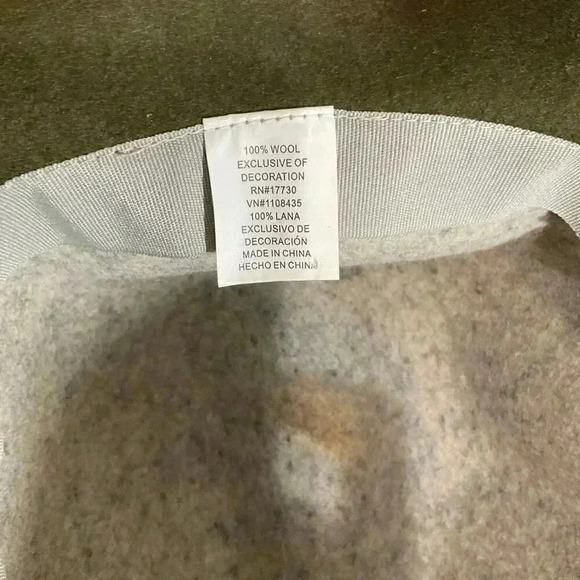 100% WOOL
EXCLUSIVE OF
DECORATION
RN#17730
VN#1108435
100% LANA
EXCLUSIVO DE
DECORACIÓN
MADE IN CHINA
HECHO EN CHINA